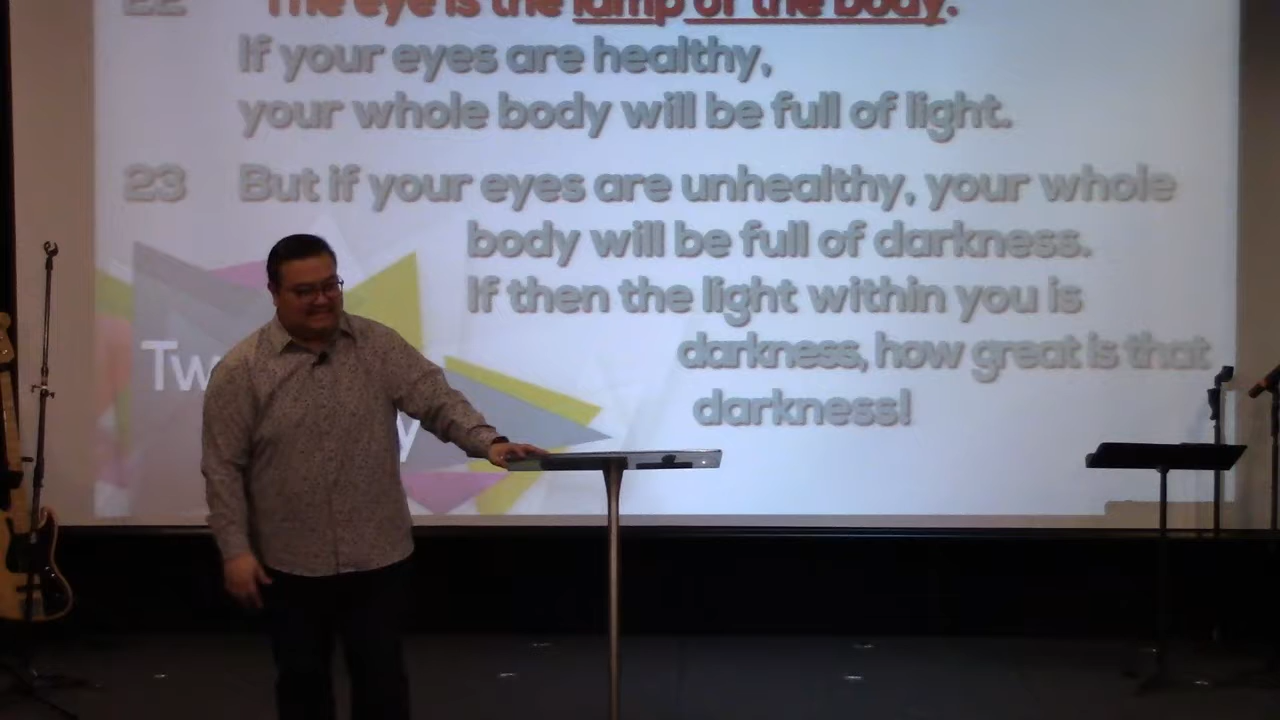 22 The eye is the lamp of the body.
If your eyes are healthy,
your whole body will be full of light.
23 But if your eyes are unhealthy, your whole
body will be full of darkness.
If then the light within you is
darkness, how great is that
darkness!
Tw
y